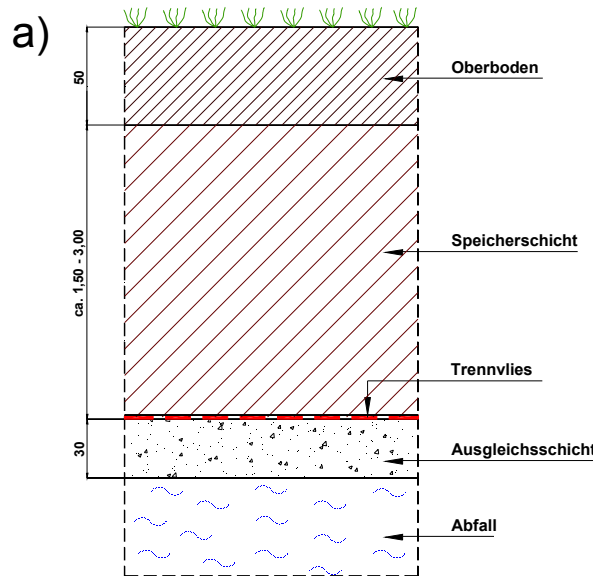 a)
50
Oberboden
ca. 1,50 - 3,00
Speicherschicht
Trennvlies
30
Ausgleichsschicht
Abfall